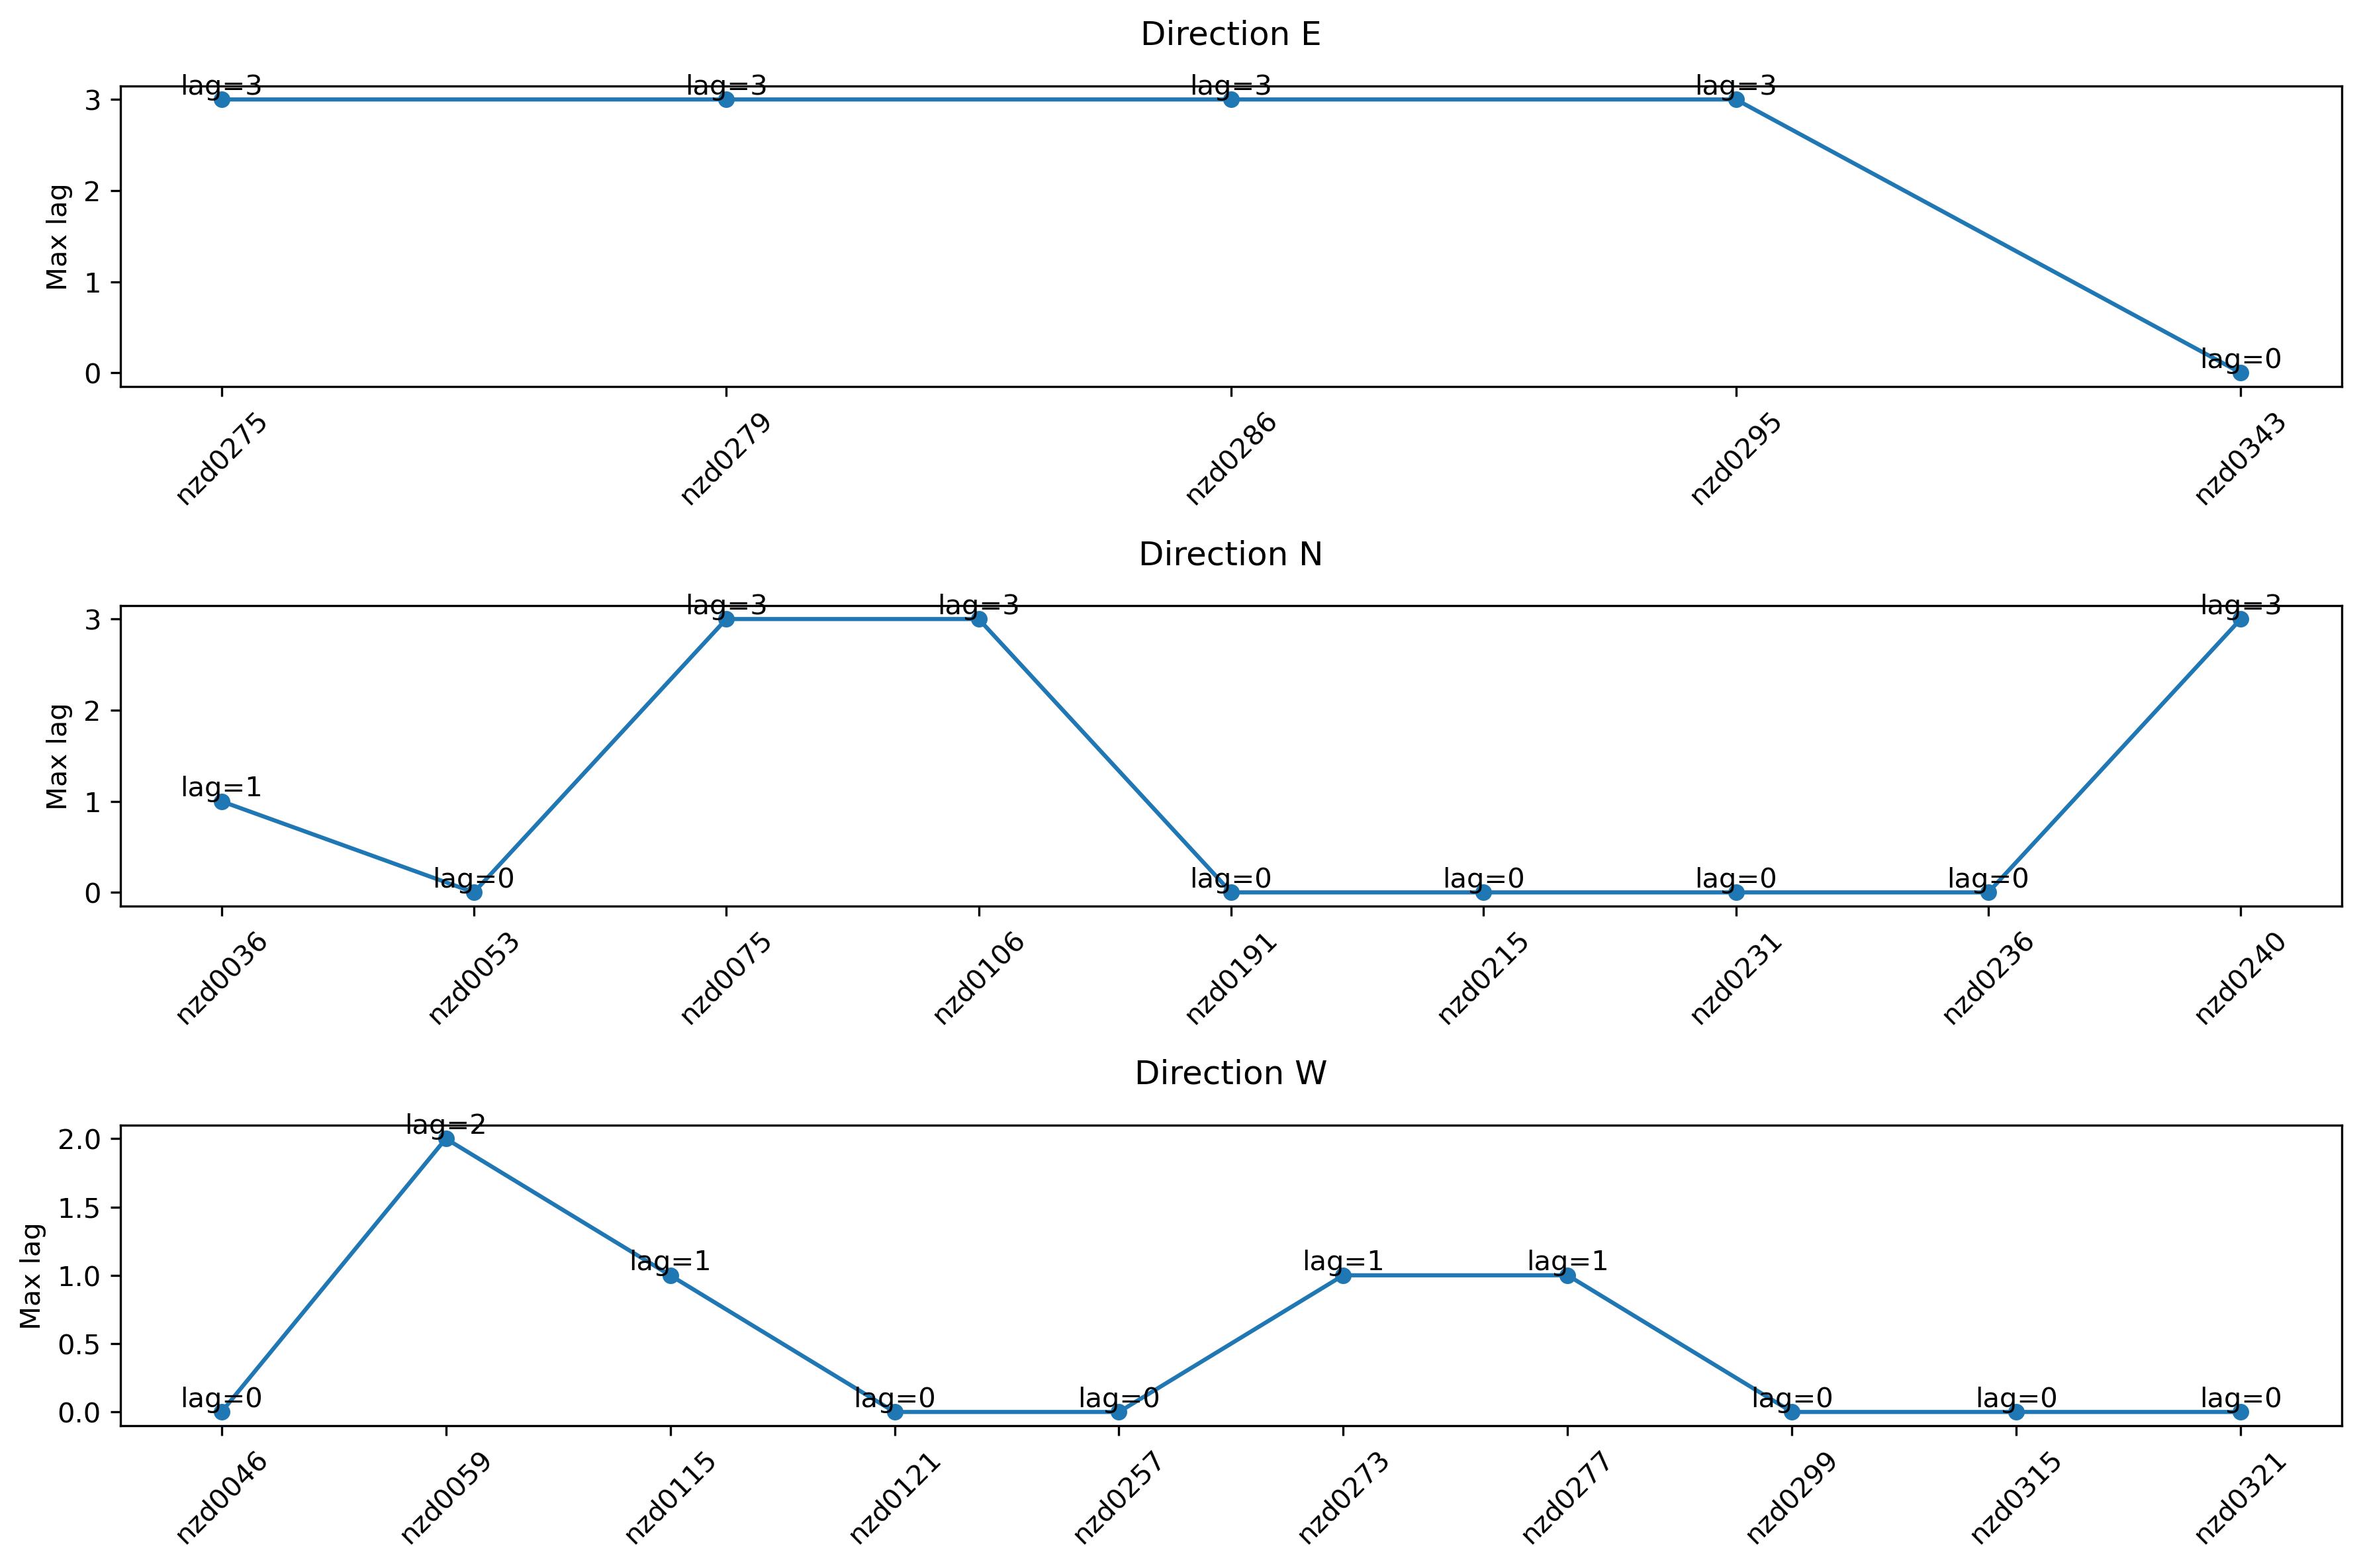 Direction E
lag=3 lag=3 lag=3 lag=3
3
2
1
0
lag=0
Max lag
nzd0275 nzd0279 nzd0286 nzd0295 nzd0343
Direction N
lag=3 lag=3 lag=3
3
2
1
0
lag=1
lag=0 lag=0 lag=0 lag=0 lag=0
Max lag
nzd0036 nzd0053 nzd0075 nzd0106 nzd0191 nzd0215 nzd0231 nzd0236 nzd0240
Direction W
lag=2
2.0
1.5
1.0
0.5
0.0
lag=1 lag=1 lag=1
lag=0 lag=0 lag=0 lag=0 lag=0 lag=0
Max lag
nzd0046 nzd0059 nzd0115 nzd0121 nzd0257 nzd0273 nzd0277 nzd0299 nzd0315 nzd0321